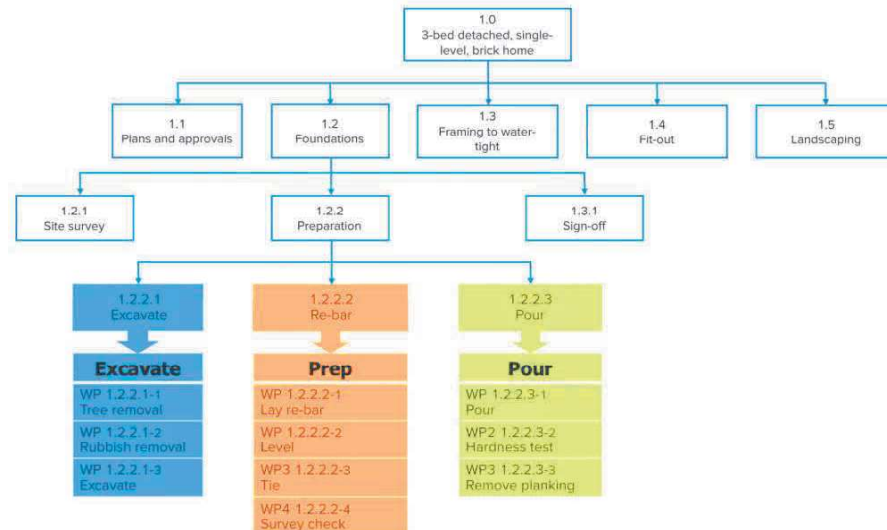 1.0
3-bed detached, single-
level, brick home
1.1
Plans and approvals
1.2
Foundations
1.3
Framing to water-
tight
1.4
Fit-out
1.5
Landscaping
1.2.1
Site survey
1.2.2
Preparation
1.3.1
Sign-off
1.2.2.1
Excavate
1.2.2.2
Re-bar
1.2.2.3
Pour
Excavate
WP 1.2.2.1-1
Tree removal
WP 1.2.2.1-2
Rubbish removal
WP 1.2.2.1-3
Excavate
Prep
WP 1.2.2.2-1
Lay re-bar
WP 1.2.2.2-2
Level
WP3 1.2.2.2-3
Tie
WP4 1.2.2.2-4
Survey check
Pour
WP 1.2.2.3-1
Pour
WP2 1.2.2.3-2
Hardness test
WP3 1.2.2.3-3
Remove planking